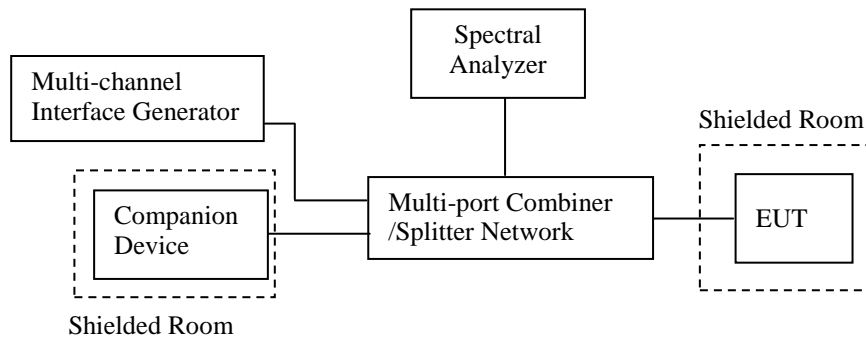 Spectral
Analyzer
Multi-channel
Interface Generator
Shielded Room
Companion
Device
Multi-port Combiner
/Splitter Network
EUT
Shielded Room